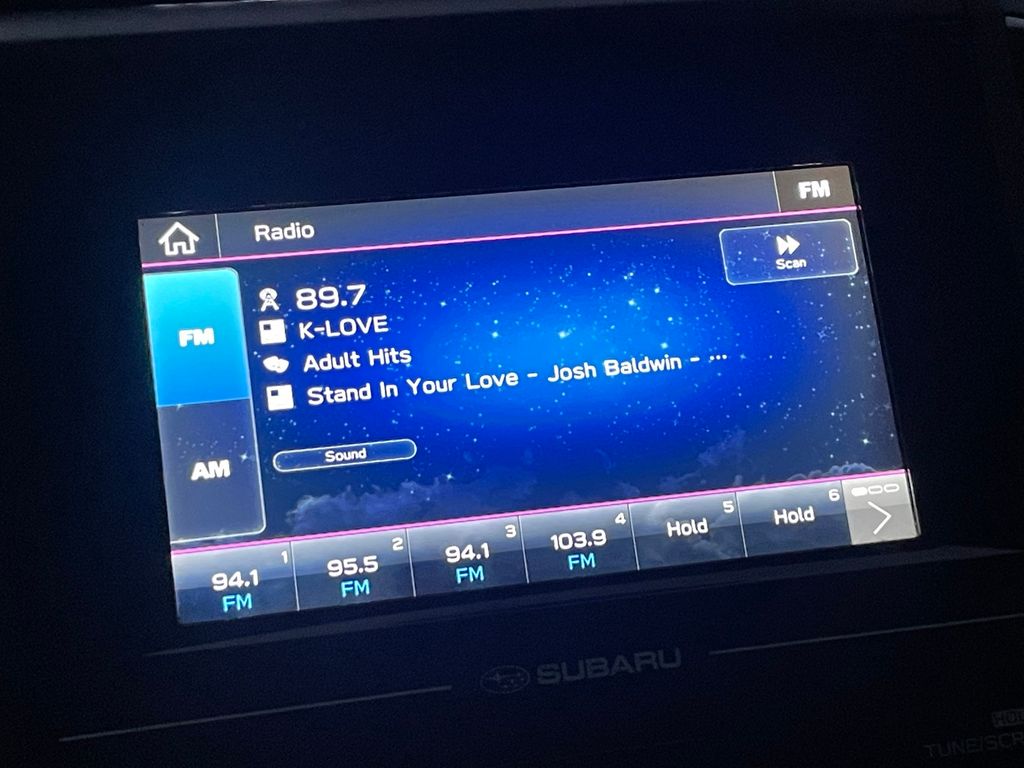 Radio
FM
Scan
FM
AM
89.7
K-LOVE
Adult Hits
Stand In Your Love - Josh Baldwin - ...
Sound
1
94.1
FM
2
95.5
FM
3
94.1
FM
4
103.9
FM
5
Hold
6
Hold
SUBARU